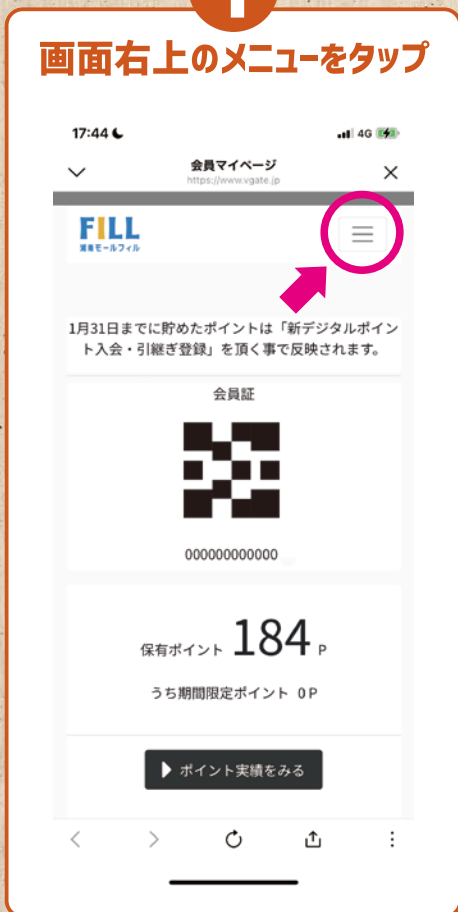 1
画面右上のメニューをタップ
17:44
4G
会員マイページ
https://www.vgate.jp
FILL
湘南モールフィル
1月31日までに貯めたポイントは「新デジタルポイン
ト入会・引継ぎ登録」を頂く事で反映されます。
会員証
000000000000
保有ポイント 184 P
うち期間限定ポイント 0P
ポイント実績をみる